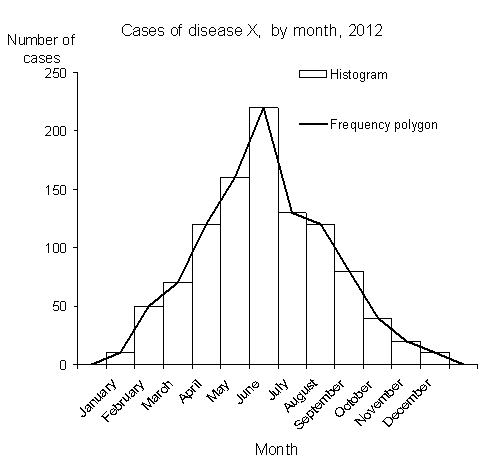 Cases of disease X, by month, 2012
Number of
cases
Histogram
Frequency polygon
250
200
150
100
50
0
January
February
March
April
May
June
July
August
September
October
November
December
Month